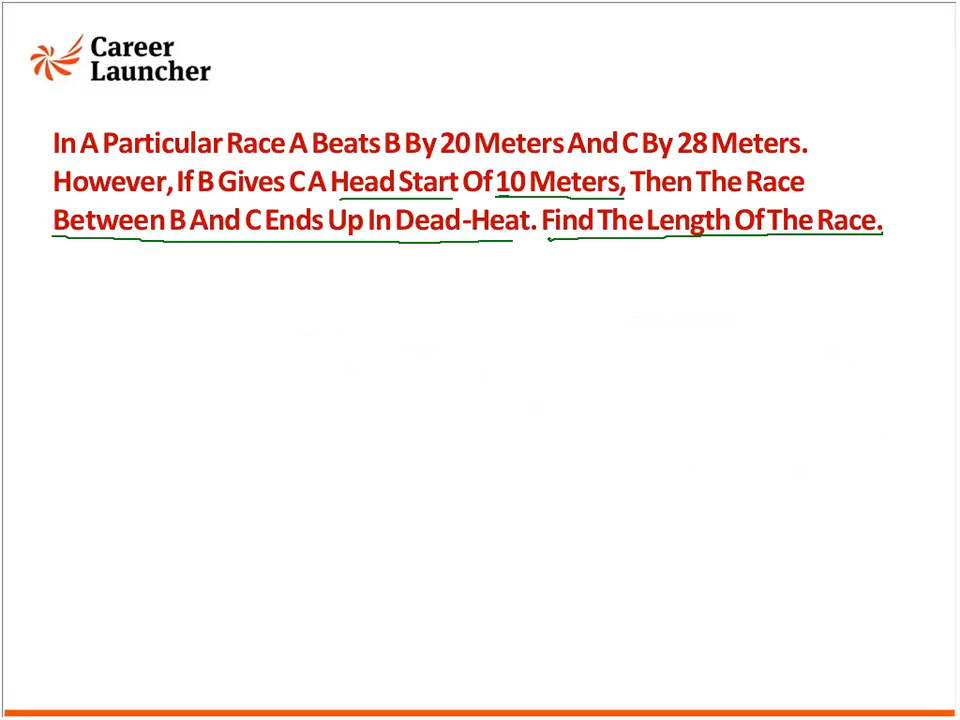 Career
Launcher
In A Particular Race A Beats B By 20 Meters And C By 28 Meters.
However, If B Gives C A Head Start Of 10 Meters, Then The Race
Between B And C Ends Up In Dead-Heat. Find The Length Of The Race.